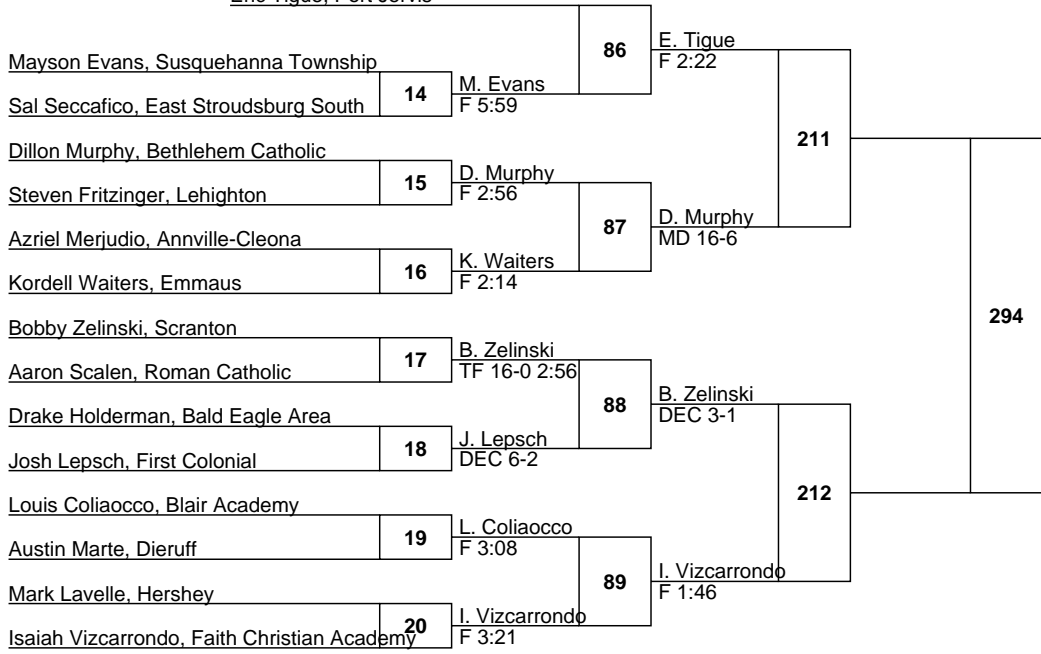 Eric Tigue, Port Jervis
86
E. Tigue
F 2:22
Mayson Evans, Susquehanna Township
14
M. Evans
F 5:59
Sal Seccafico, East Stroudsburg South
211
Dillon Murphy, Bethlehem Catholic
15
D. Murphy
F 2:56
Steven Fritzinger, Lehighton
87
D. Murphy
MD 16-6
Azriel Merjudio, Annville-Cleona
16
K. Waiters
F 2:14
Kordell Waiters, Emmaus
294
Bobby Zelinski, Scranton
17
B. Zelinski
TF 16-0 2:56
Aaron Scalen, Roman Catholic
88
B. Zelinski
DEC 3-1
Drake Holderman, Bald Eagle Area
18
J. Lepsch
DEC 6-2
Josh Lepsch, First Colonial
212
Louis Coliaocco, Blair Academy
19
L. Coliaocco
F 3:08
Austin Marte, Dieruff
89
I. Vizcarrondo
F 1:46
Mark Lavelle, Hershey
20
I. Vizcarrondo
F 3:21
Isaiah Vizcarrondo, Faith Christian Academy